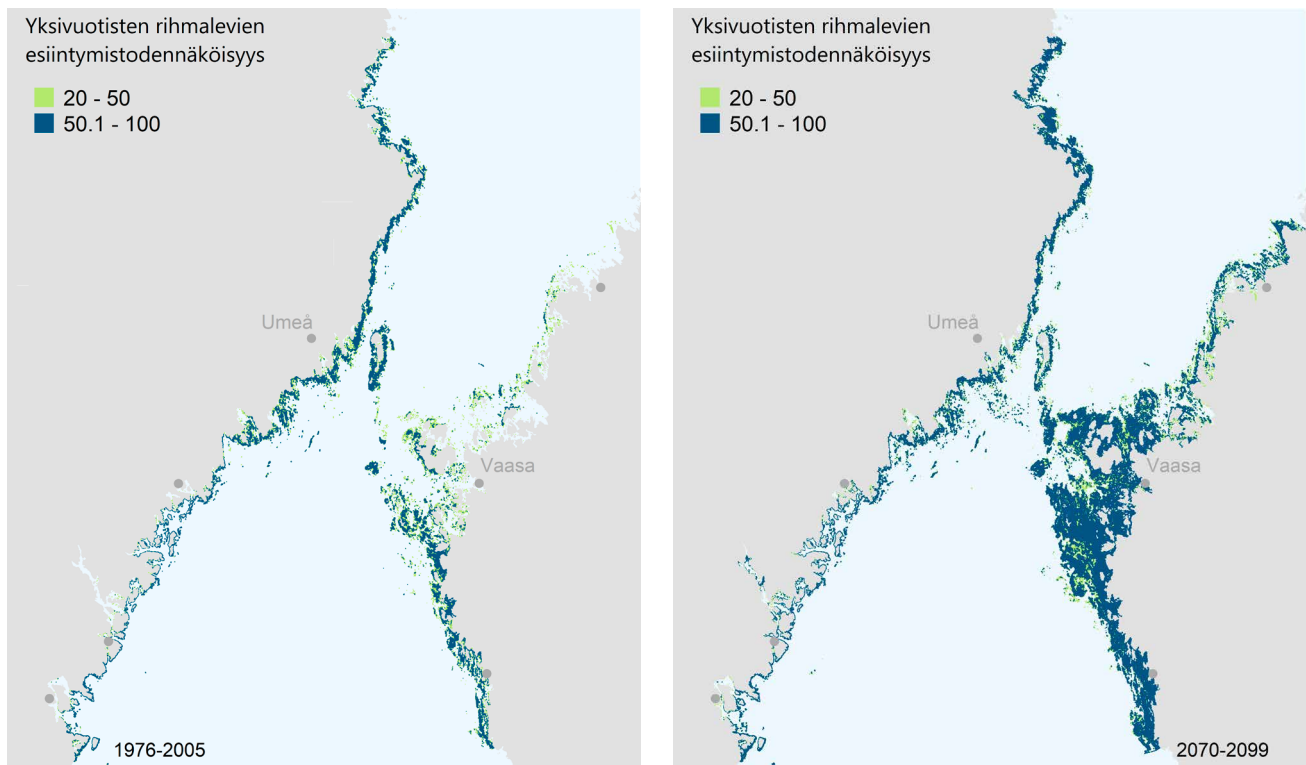 Yksivuotisten rihmalevien
esiintymistodennäköisyys
20 - 50
50.1 - 100
Umeå
Vaasa
1976-2005
Yksivuotisten rihmalevien
esiintymistodennäköisyys
20 - 50
50.1 - 100
Umeå
Vaasa
2070-2099